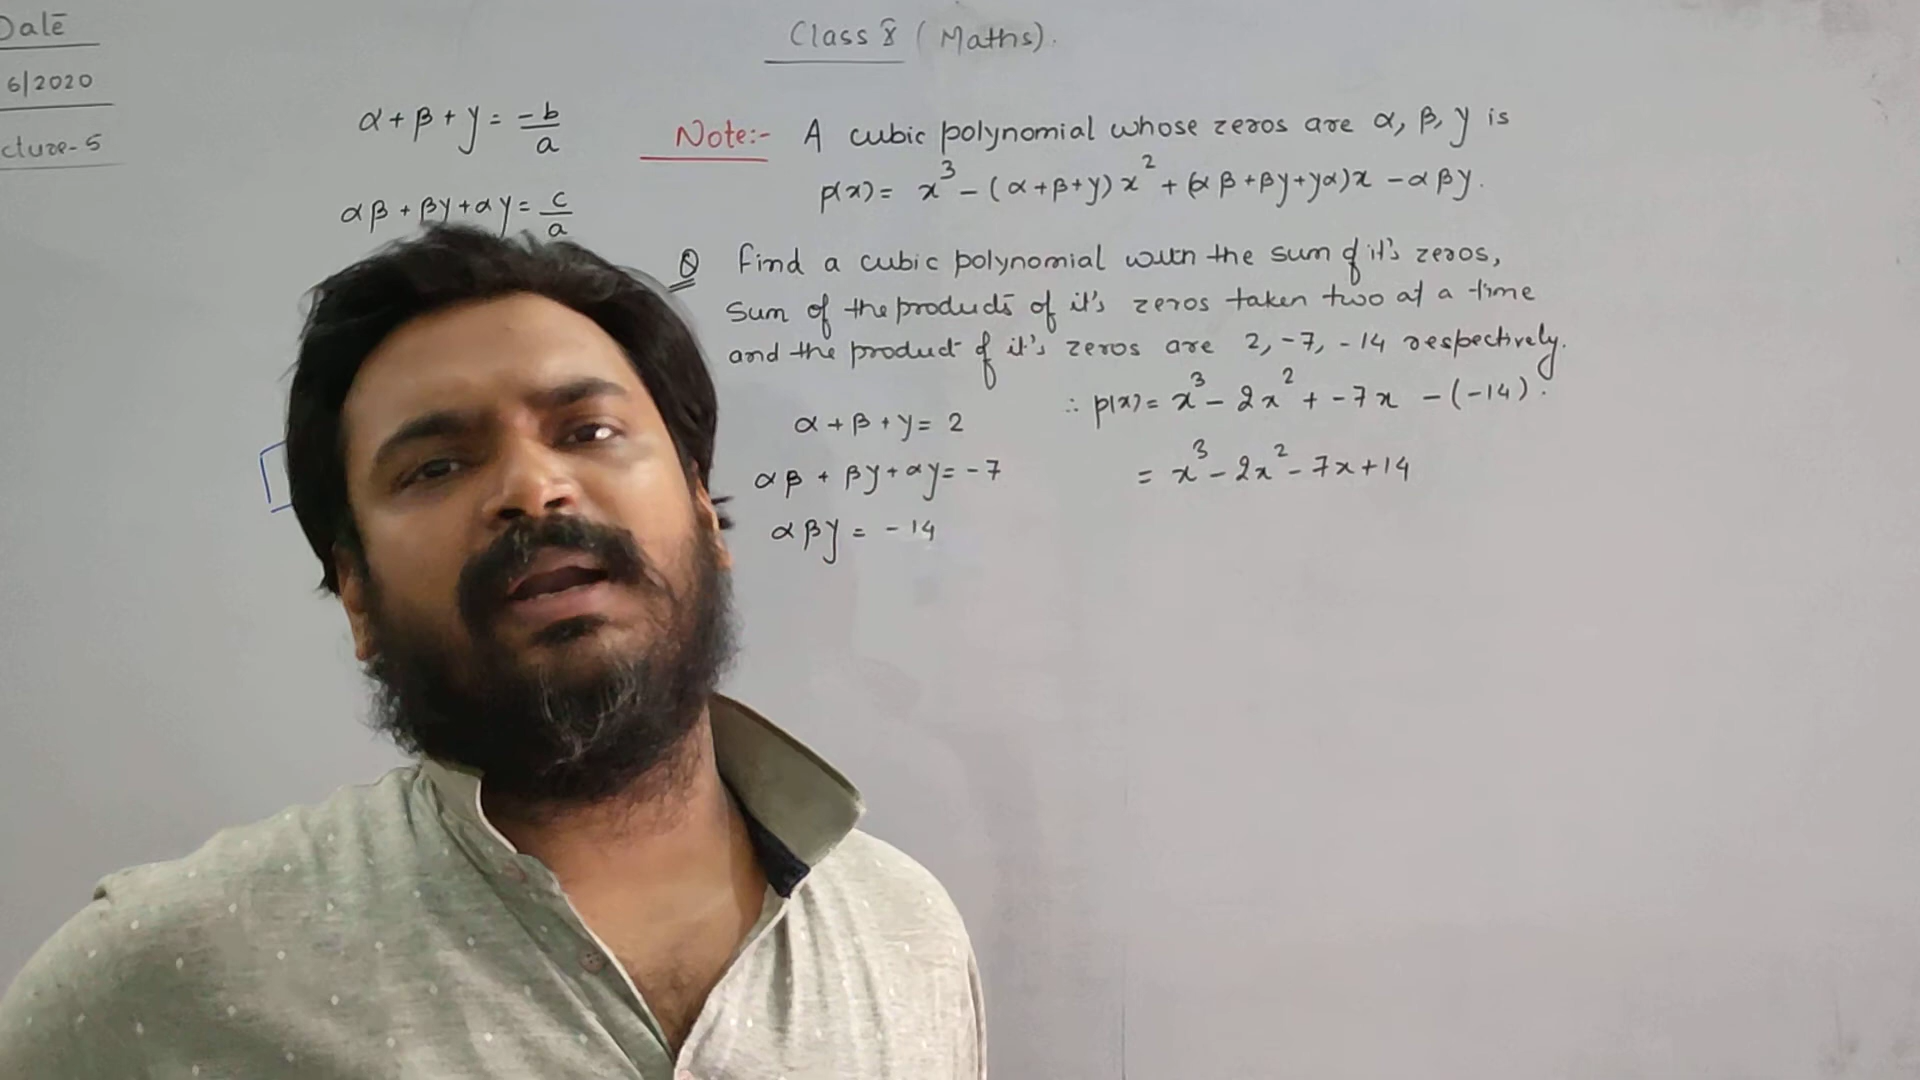 Date
6/2020
cture-5
Class 8 (Maths).
α+β+γ = -b/a
αβ+βγ+αγ = c/a
Note:- A cubic polynomial whose zeros are α, β, γ is
p(x) = x³ - (α+β+γ)x² + (αβ+βγ+γα)x - αβγ.
Q Find a cubic polynomial with the sum of it's zeros,
Sum of the products of it's zeros taken two at a time
and the product of it's zeros are 2, -7, -14 respectively.
α+β+γ = 2
αβ+βγ+αγ = -7
αβγ = -14
∴ p(x) = x³ - 2x² + -7x - (-14).
= x³ - 2x² - 7x + 14